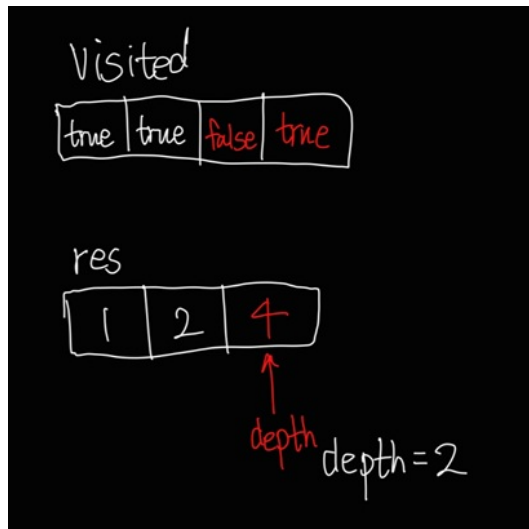 Visited
true true false true
res
1 2 4
depth
depth=2